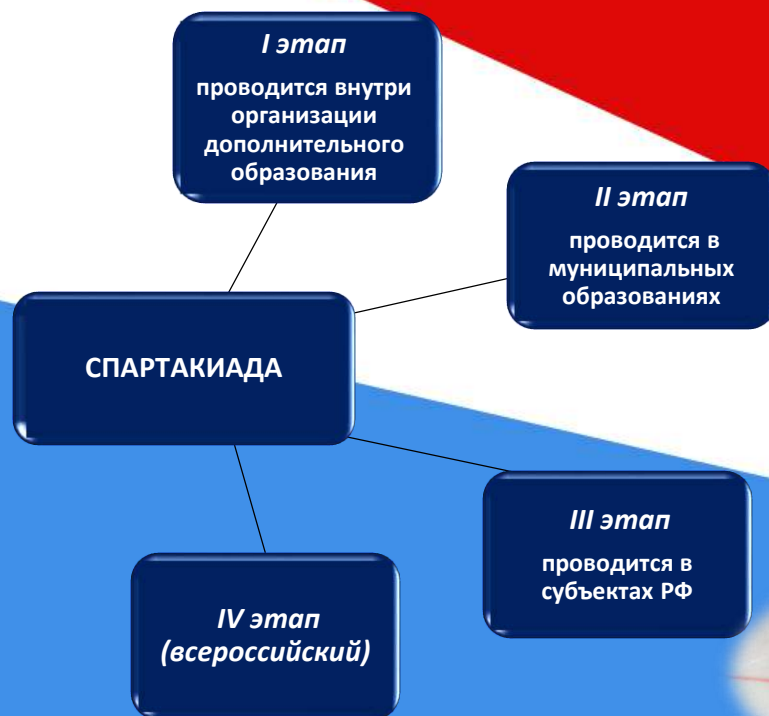 I этап
проводится внутри
организации
дополнительного
образования
II этап
проводится в
муниципальных
образованиях
СПАРТАКИАДА
III этап
проводится в
субъектах РФ
IV этап
(всероссийский)